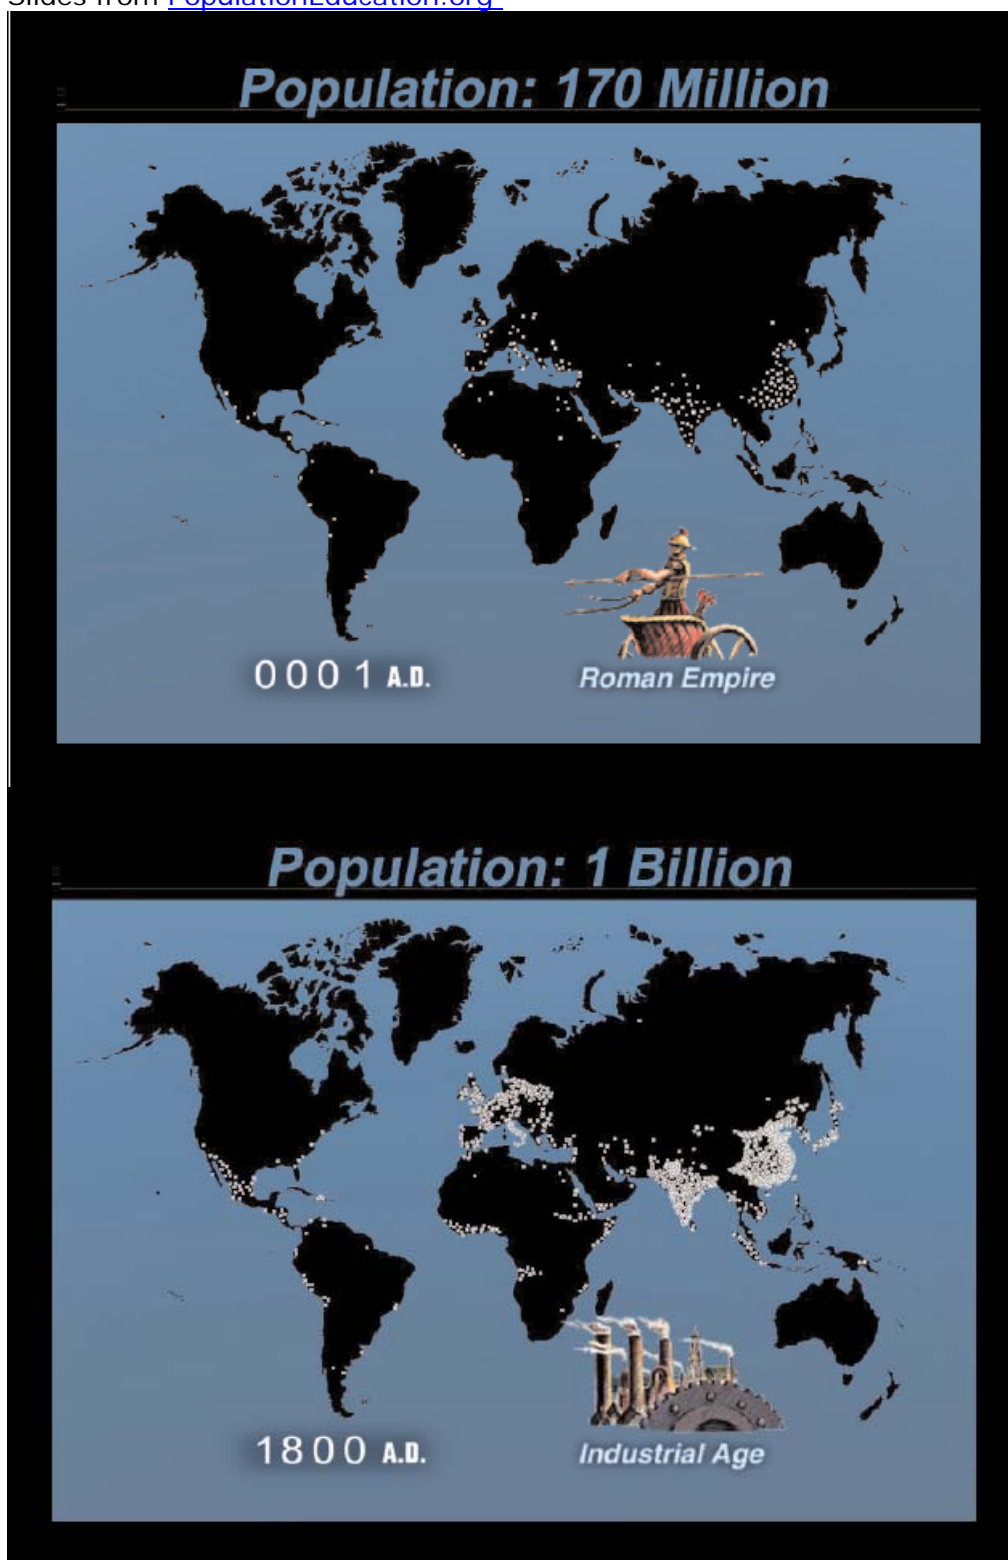 Slides from PopulationEducation.org
Population: 170 Million
0001 A.D.
Roman Empire
Population: 1 Billion
1800 A.D.
Industrial Age